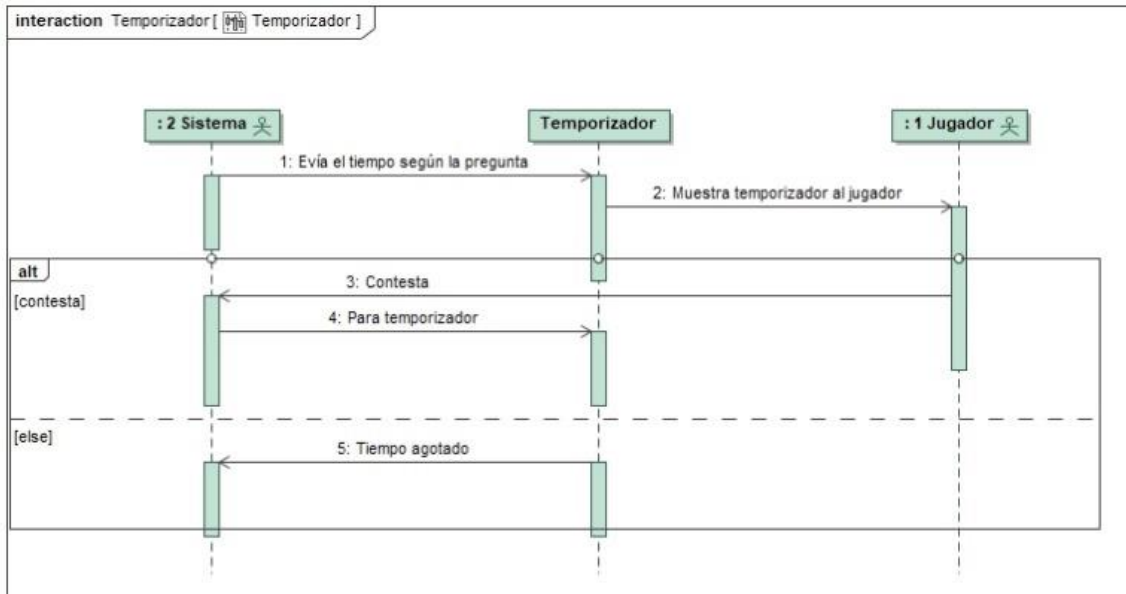 interaction Temporizador[ Temporizador ]
: 2 Sistema
Temporizador
: 1 Jugador
1: Evía el tiempo según la pregunta
2: Muestra temporizador al jugador
alt
[contesta]
3: Contesta
4: Para temporizador
[else]
5: Tiempo agotado